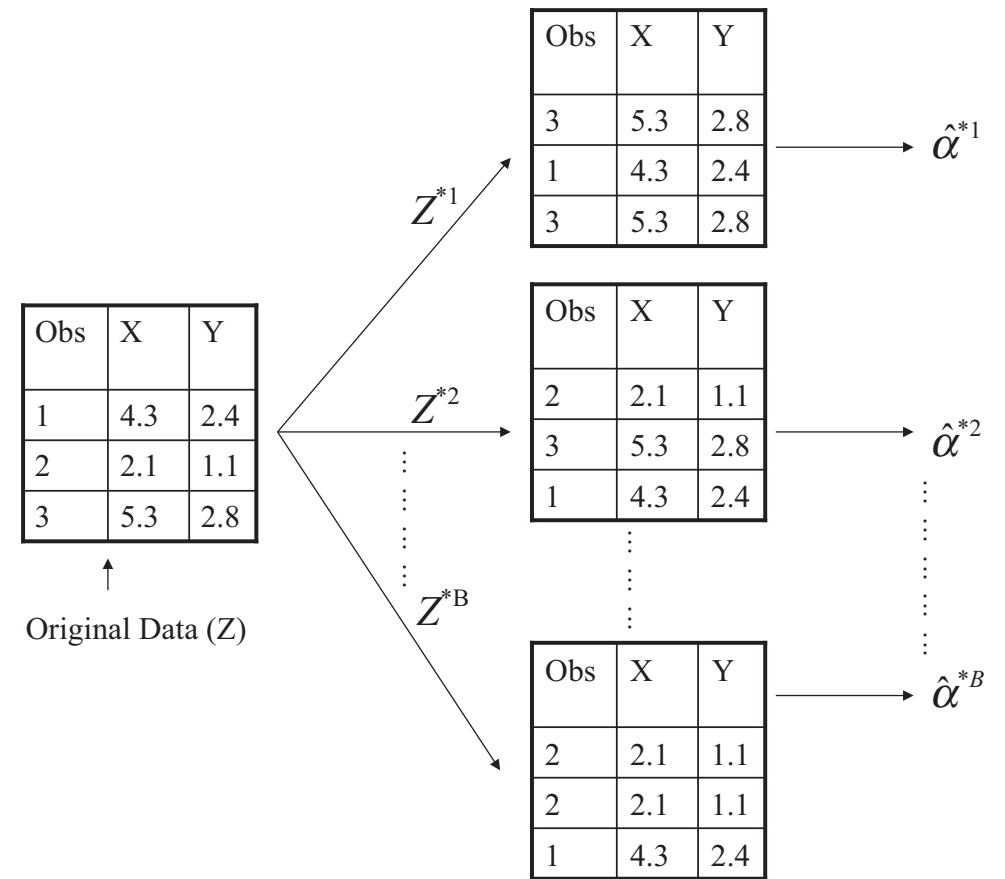 Obs X Y
3 5.3 2.8
1 4.3 2.4
3 5.3 2.8
Z*1
α̂*1
Obs X Y
1 4.3 2.4
2 2.1 1.1
3 5.3 2.8
Original Data (Z)
Z*2
Obs X Y
2 2.1 1.1
3 5.3 2.8
1 4.3 2.4
α̂*2
Z*B
Obs X Y
2 2.1 1.1
2 2.1 1.1
1 4.3 2.4
α̂*B